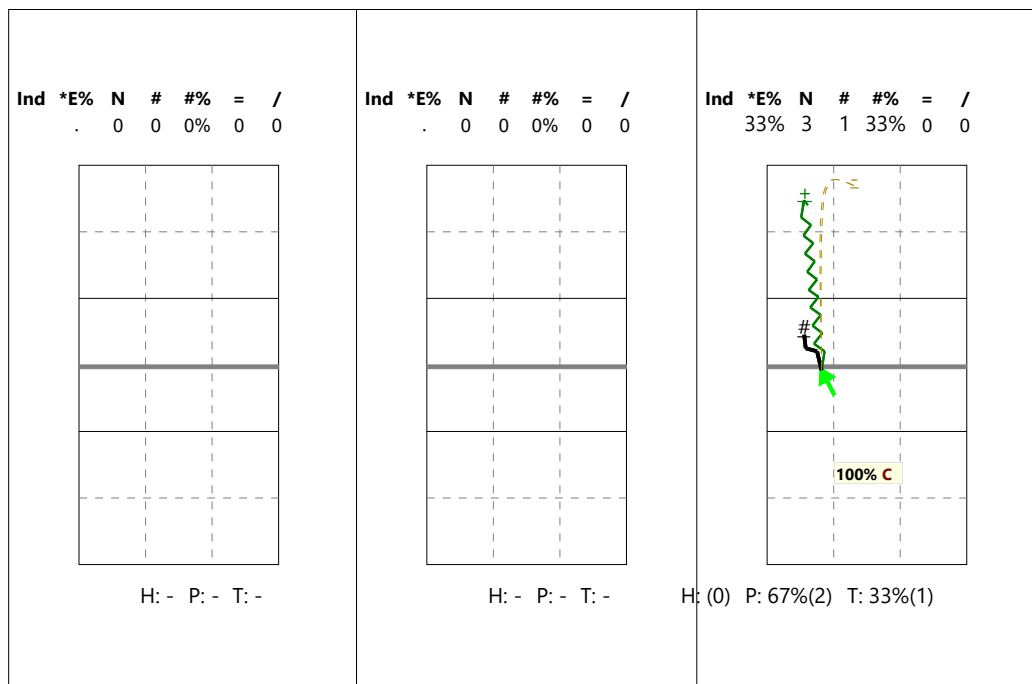 Ind *E% N # #% = /
. 0 0 0% 0 0
H: - P: - T: -
Ind *E% N # #% = /
. 0 0 0% 0 0
H: - P: - T: -
Ind *E% N # #% = /
33% 3 1 33% 0 0
+
#
100% C
H: (0) P: 67%(2) T: 33%(1)